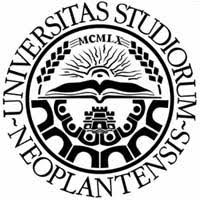 UNIVERSITAS STUDIORUM
~ NEOPLANTENSIS ~
MCMLX